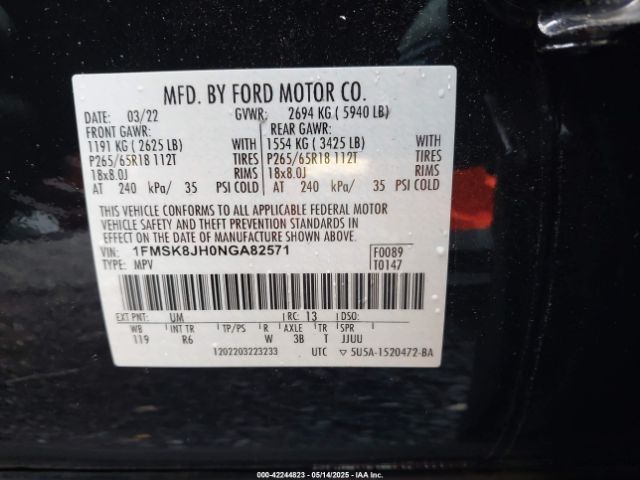 MFD. BY FORD MOTOR CO.
DATE: 03/22 GVWR: 2694 KG ( 5940 LB)
FRONT GAWR: REAR GAWR:
1191 KG ( 2625 LB) WITH 1554 KG ( 3425 LB) WITH
P265/65R18 112T TIRES P265/65R18 112T TIRES
18x8.0J RIMS 18x8.0J RIMS
AT 240 kPa/ 35 PSI COLD AT 240 kPa/ 35 PSI COLD
THIS VEHICLE CONFORMS TO ALL APPLICABLE FEDERAL MOTOR
VEHICLE SAFETY AND THEFT PREVENTION STANDARDS IN
EFFECT ON THE DATE OF MANUFACTURE SHOWN ABOVE.
VIN: 1FMSK8JH0NGA82571 F0089
TYPE: MPV T0147
EXT PNT: UM RC: 13 DSO:
WB INT TR TP/PS R AXLE TR SPR
119 R6 W 3B T JJUU
1202203223233 UTC 5U5A-1520472-BA
000-42244823 - 05/14/2025 - IAAI.COM